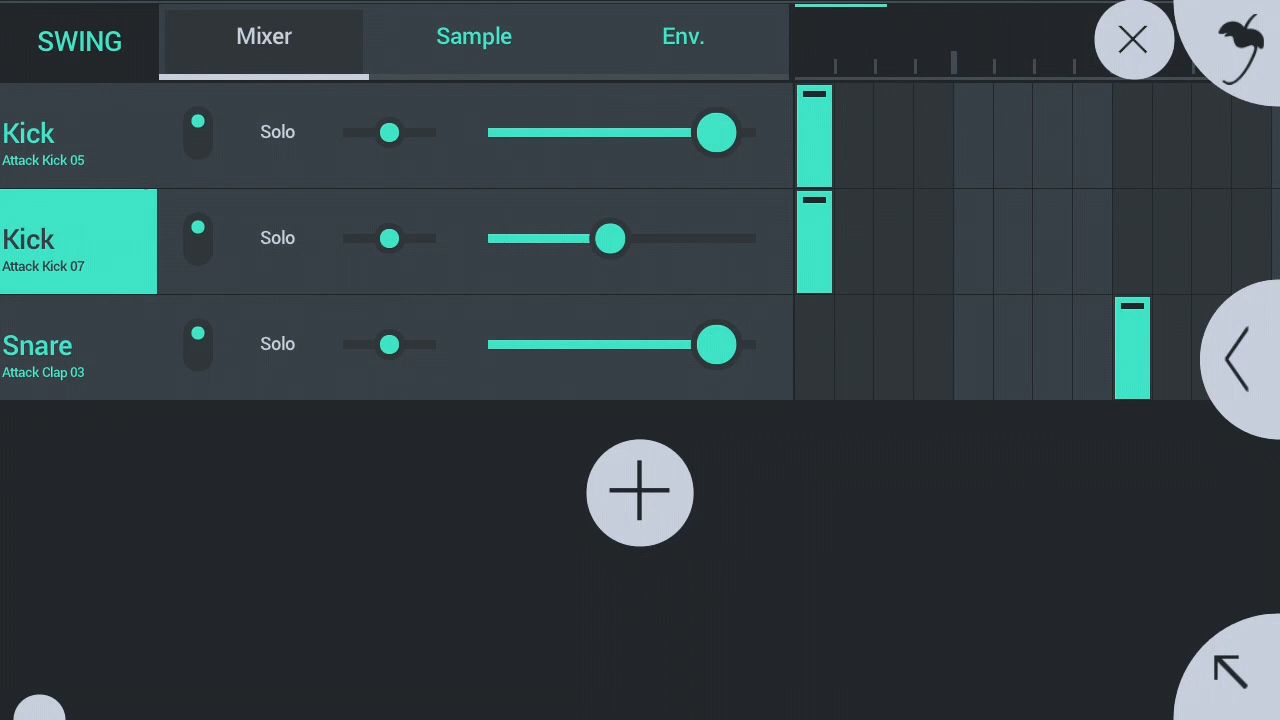 SWING
Mixer
Sample
Env.
Kick
Attack Kick 05
Solo
Kick
Attack Kick 07
Solo
Snare
Attack Clap 03
Solo